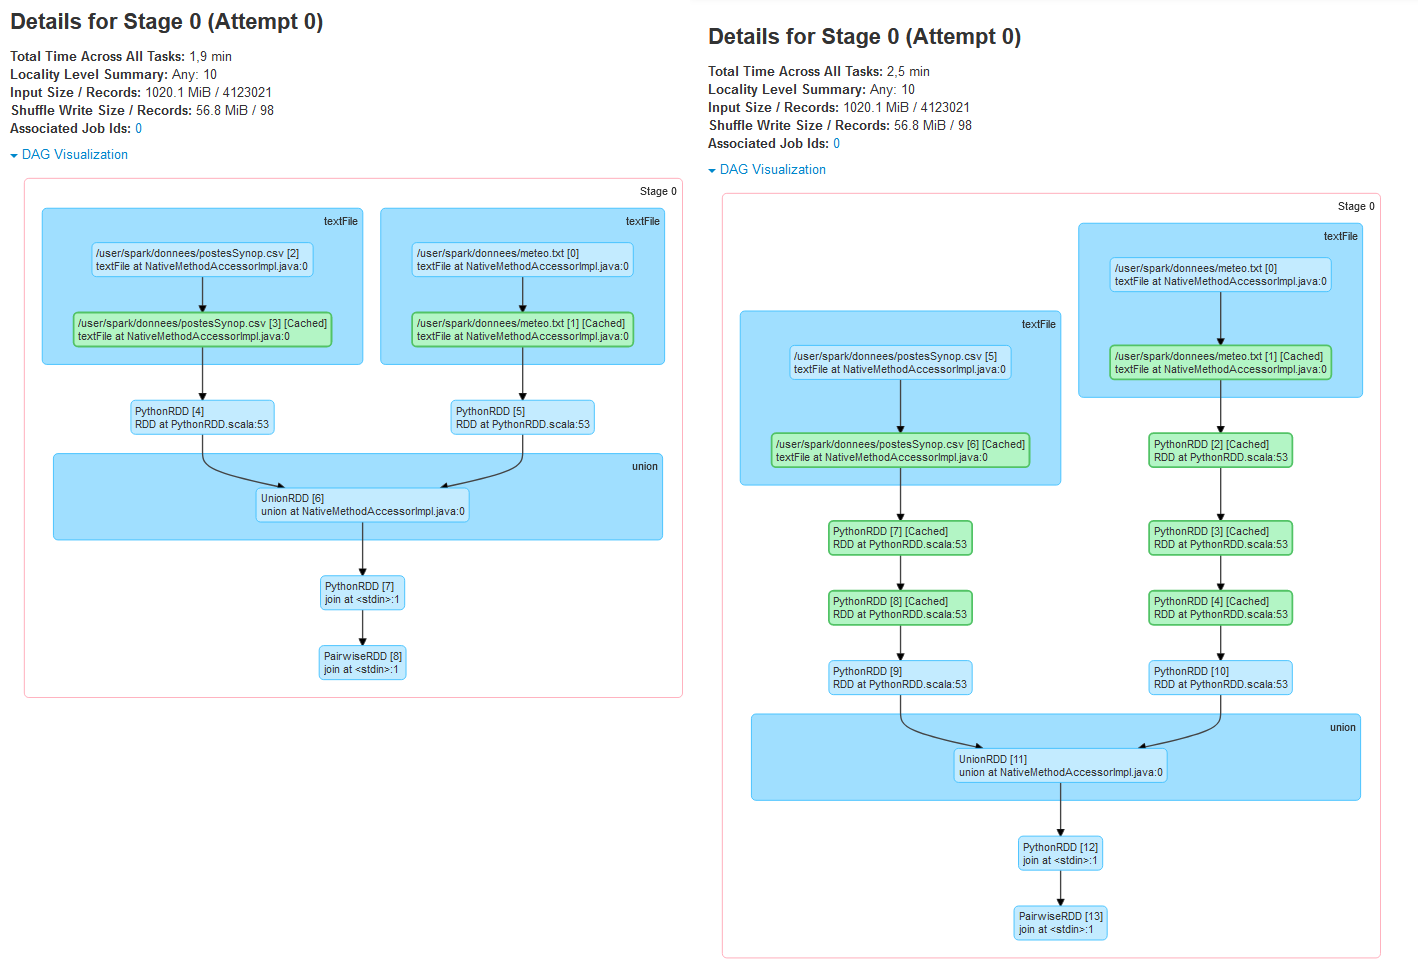 Details for Stage 0 (Attempt 0)
Total Time Across All Tasks: 1,9 min
Locality Level Summary: Any: 10
Input Size / Records: 1020.1 MiB / 4123021
Shuffle Write Size / Records: 56.8 MiB / 98
Associated Job Ids: 0
DAG Visualization
Stage 0
textFile
/user/spark/donnees/postesSynop.csv [2]
textFile at NativeMethodAccessorImpl.java:0
/user/spark/donnees/postesSynop.csv [3] [Cached]
textFile at NativeMethodAccessorImpl.java:0
textFile
/user/spark/donnees/meteo.txt [0]
textFile at NativeMethodAccessorImpl.java:0
/user/spark/donnees/meteo.txt [1] [Cached]
textFile at NativeMethodAccessorImpl.java:0
PythonRDD [4]
RDD at PythonRDD.scala:53
PythonRDD [5]
RDD at PythonRDD.scala:53
union
UnionRDD [6]
union at NativeMethodAccessorImpl.java:0
PythonRDD [7]
join at <stdin>:1
PairwiseRDD [8]
join at <stdin>:1
Details for Stage 0 (Attempt 0)
Total Time Across All Tasks: 2,5 min
Locality Level Summary: Any: 10
Input Size / Records: 1020.1 MiB / 4123021
Shuffle Write Size / Records: 56.8 MiB / 98
Associated Job Ids: 0
DAG Visualization
Stage 0
textFile
/user/spark/donnees/meteo.txt [0]
textFile at NativeMethodAccessorImpl.java:0
/user/spark/donnees/meteo.txt [1] [Cached]
textFile at NativeMethodAccessorImpl.java:0
textFile
/user/spark/donnees/postesSynop.csv [5]
textFile at NativeMethodAccessorImpl.java:0
/user/spark/donnees/postesSynop.csv [6] [Cached]
textFile at NativeMethodAccessorImpl.java:0
PythonRDD [2] [Cached]
RDD at PythonRDD.scala:53
PythonRDD [7] [Cached]
RDD at PythonRDD.scala:53
PythonRDD [3] [Cached]
RDD at PythonRDD.scala:53
PythonRDD [8] [Cached]
RDD at PythonRDD.scala:53
PythonRDD [4] [Cached]
RDD at PythonRDD.scala:53
PythonRDD [9]
RDD at PythonRDD.scala:53
PythonRDD [10]
RDD at PythonRDD.scala:53
union
UnionRDD [11]
union at NativeMethodAccessorImpl.java:0
PythonRDD [12]
join at <stdin>:1
PairwiseRDD [13]
join at <stdin>:1